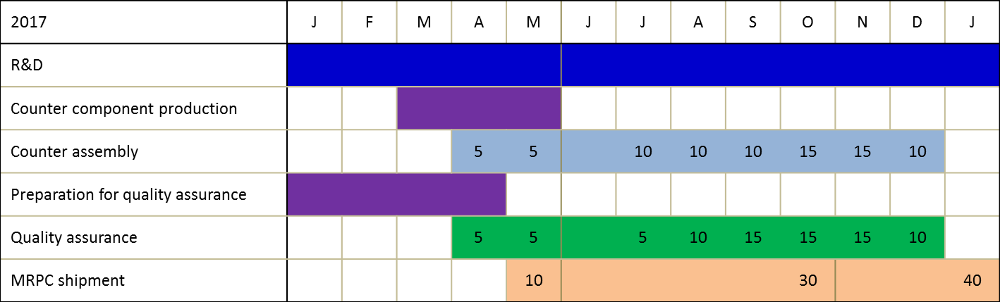 2017 J F M A M J J A S O N D J
R&D
Counter component production
Counter assembly 5 5 10 10 10 15 15 10
Preparation for quality assurance
Quality assurance 5 5 5 10 15 15 15 10
MRPC shipment 10 30 40